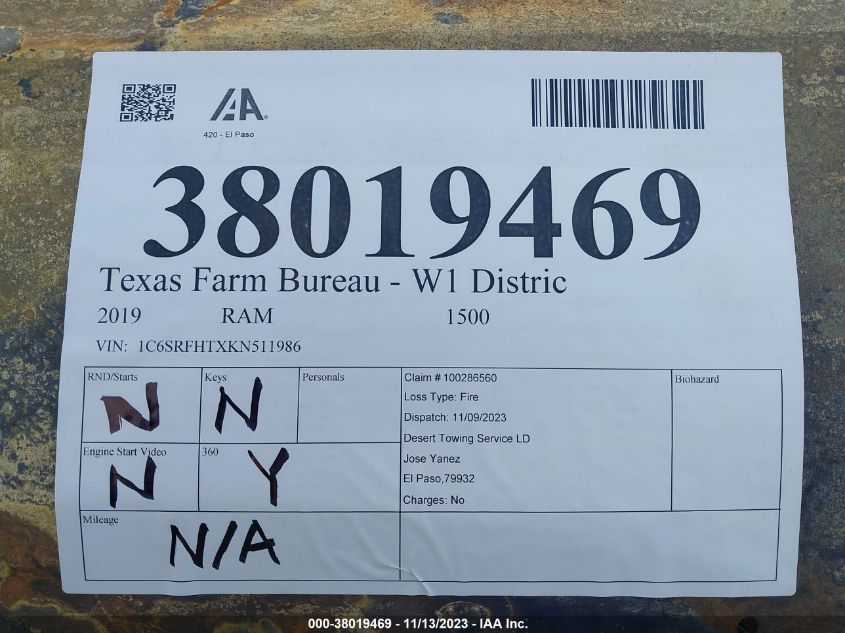 IAA
420 - El Paso
38019469
Texas Farm Bureau - W1 Distric
2019 RAM 1500
VIN: 1C6SRFHTXKN511986
RND/Starts
N
Keys
N
Personals
Claim # 100286560
Loss Type: Fire
Dispatch: 11/09/2023
Desert Towing Service LD
Jose Yanez
El Paso,79932
Charges: No
Biohazard
Engine Start Video
N
360
Y
Mileage
N/A
000-38019469 - 11/13/2023 - IAA Inc.